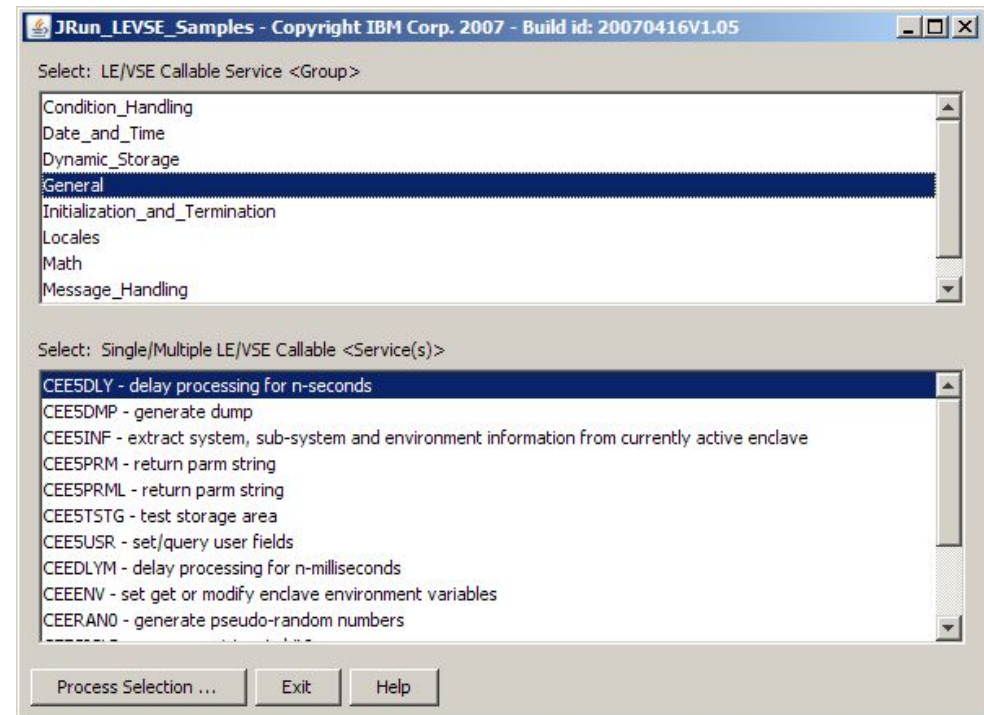 JRun_LEVSE_Samples - Copyright IBM Corp. 2007 - Build id: 20070416V1.05
Select: LE/VSE Callable Service <Group>
Condition_Handling
Date_and_Time
Dynamic_Storage
General
Initialization_and_Termination
Locales
Math
Message_Handling
Select: Single/Multiple LE/VSE Callable <Service(s)>
CEE5DLY - delay processing for n-seconds
CEE5DMP - generate dump
CEE5INF - extract system, sub-system and environment information from currently active enclave
CEE5PRM - return parm string
CEE5PRML - return parm string
CEE5TSTG - test storage area
CEE5USR - set/query user fields
CEEDLYM - delay processing for n-milliseconds
CEEENV - set get or modify enclave environment variables
CEERAN0 - generate pseudo-random numbers
Process Selection ...
Exit
Help